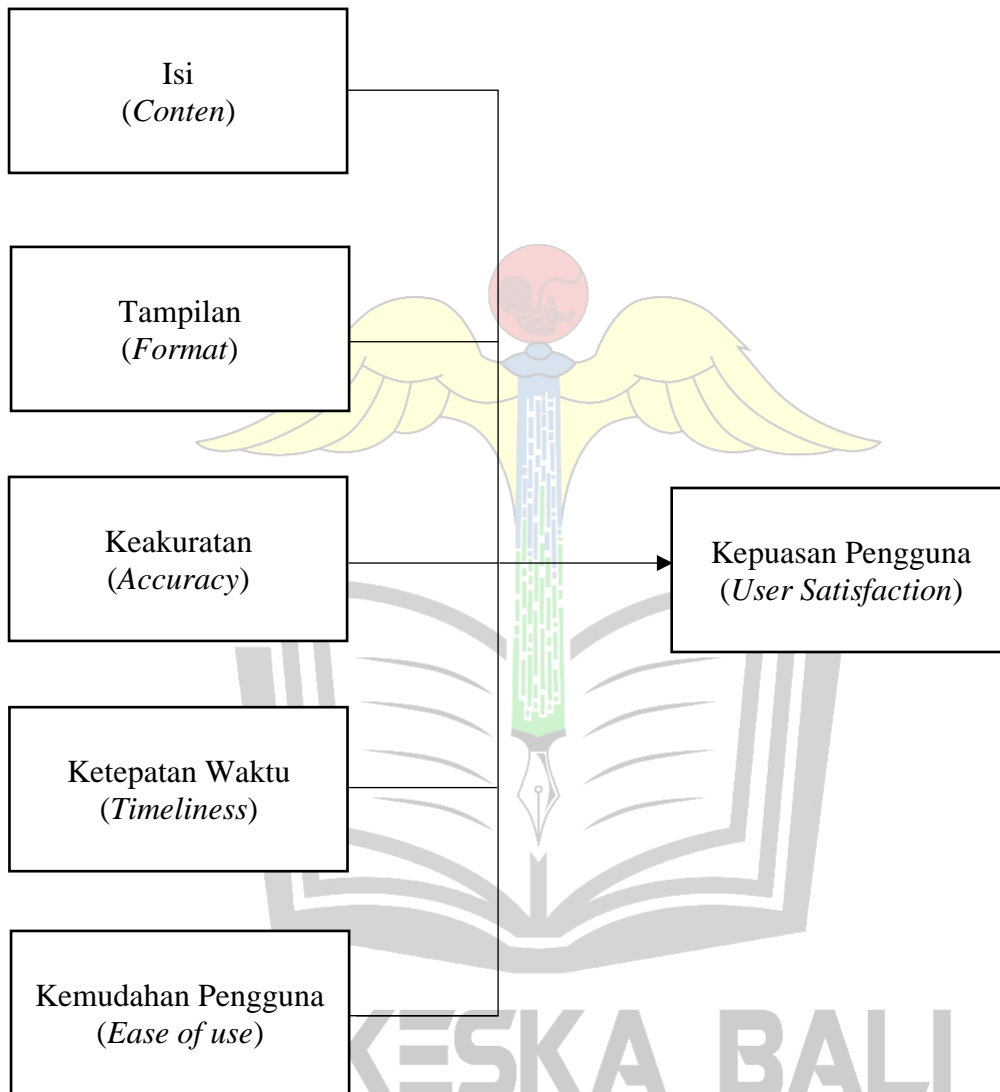 Isi
(Conten)
Tampilan
(Format)
Keakuratan
(Accuracy)
Kepuasan Pengguna
(User Satisfaction)
Ketepatan Waktu
(Timeliness)
Kemudahan Pengguna
(Ease of use)
KESKA BALI